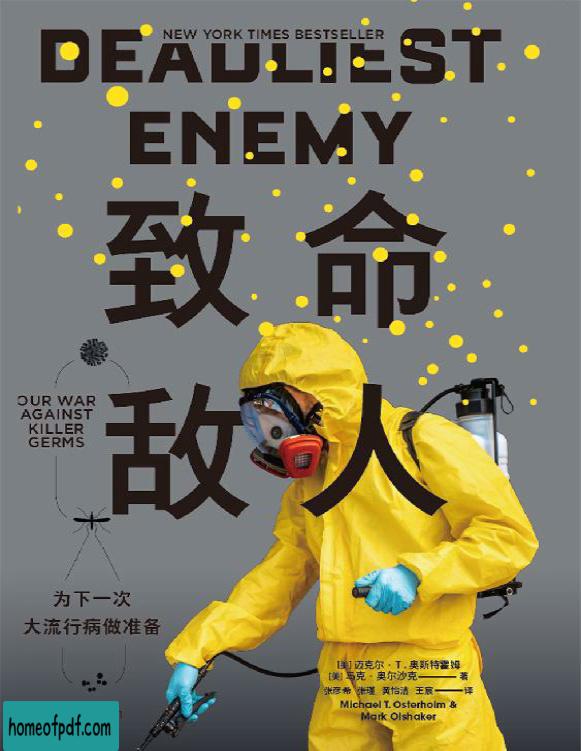 NEW YORK TIMES BESTSELLER
DEADLIEST
ENEMY
致命
敌人
OUR WAR
AGAINST
KILLER
GERMS
为下一次
大流行病做准备
[美] 迈克尔·T.奥斯特霍姆
[美] 马克·奥尔沙克———著
张彦希 张瑾 黄怡洁 王宸———译
Michael T. Osterholm &
Mark Olshaker
homeofpdf.com